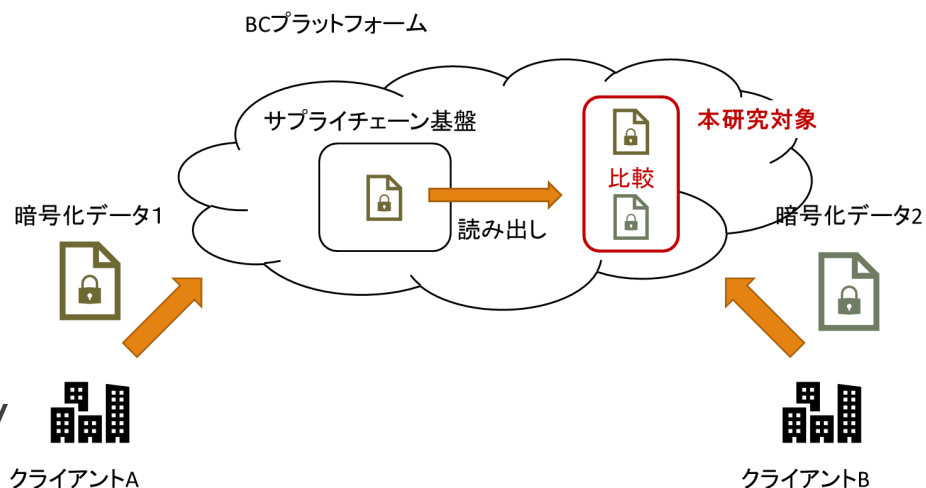 BCプラットフォーム
サプライチェーン基盤
本研究対象
比較
読み出し
暗号化データ1
暗号化データ2
クライアントA
クライアントB